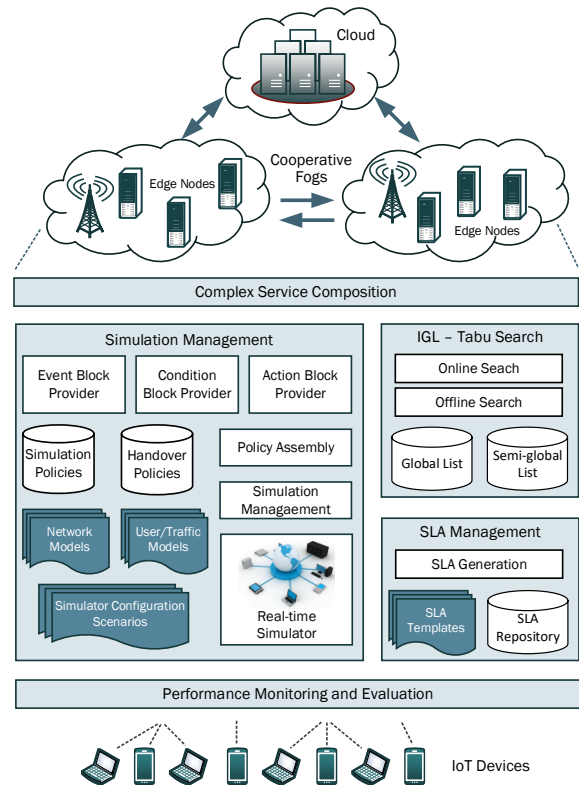 Cloud
Cooperative
Fogs
Edge Nodes
Edge Nodes
Complex Service Composition
Simulation Management
Event Block
Provider
Condition
Block Provider
Action Block
Provider
Simulation
Policies
Handover
Policies
Policy Assembly
Simulation
Managaement
Network
Models
User/Traffic
Models
Simulator Configuration
Scenarios
Real-time
Simulator
IGL – Tabu Search
Online Seach
Offline Search
Global List
Semi-global
List
SLA Management
SLA Generation
SLA
Templates
SLA
Repository
Performance Monitoring and Evaluation
IoT Devices